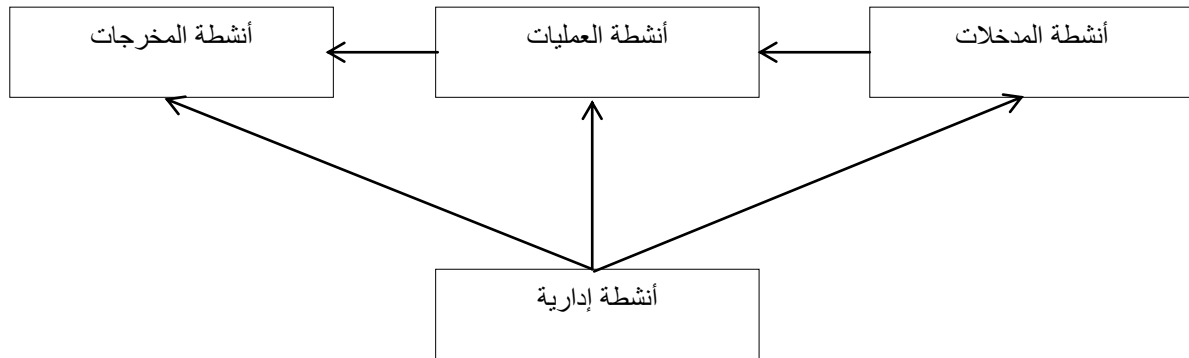 أنشطة المدخلات
أنشطة العمليات
أنشطة المخرجات
أنشطة إدارية